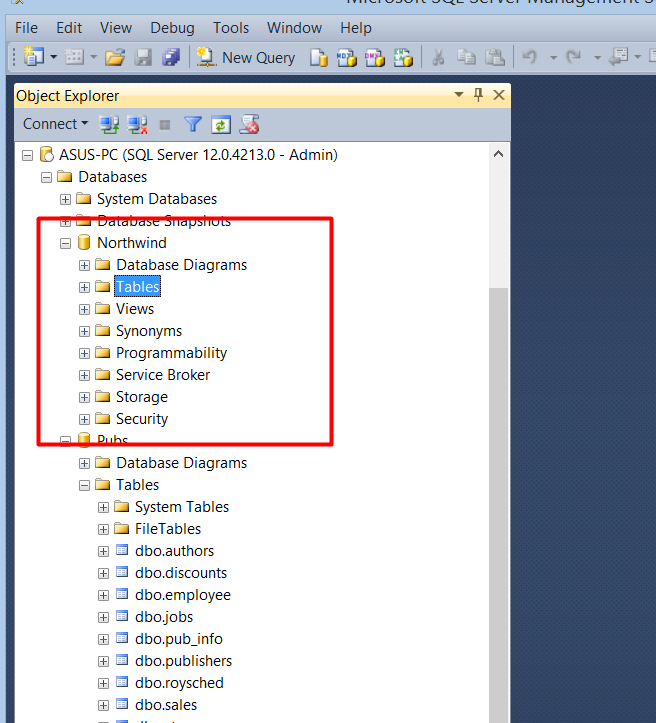 Microsoft SQL Server Management S
File Edit View Debug Tools Window Help
New Query
Object Explorer
Connect
ASUS-PC (SQL Server 12.0.4213.0 - Admin)
Databases
System Databases
Database Snapshots
Northwind
Database Diagrams
Tables
Views
Synonyms
Programmability
Service Broker
Storage
Security
Pubs
Database Diagrams
Tables
System Tables
FileTables
dbo.authors
dbo.discounts
dbo.employee
dbo.jobs
dbo.pub_info
dbo.publishers
dbo.roysched
dbo.sales